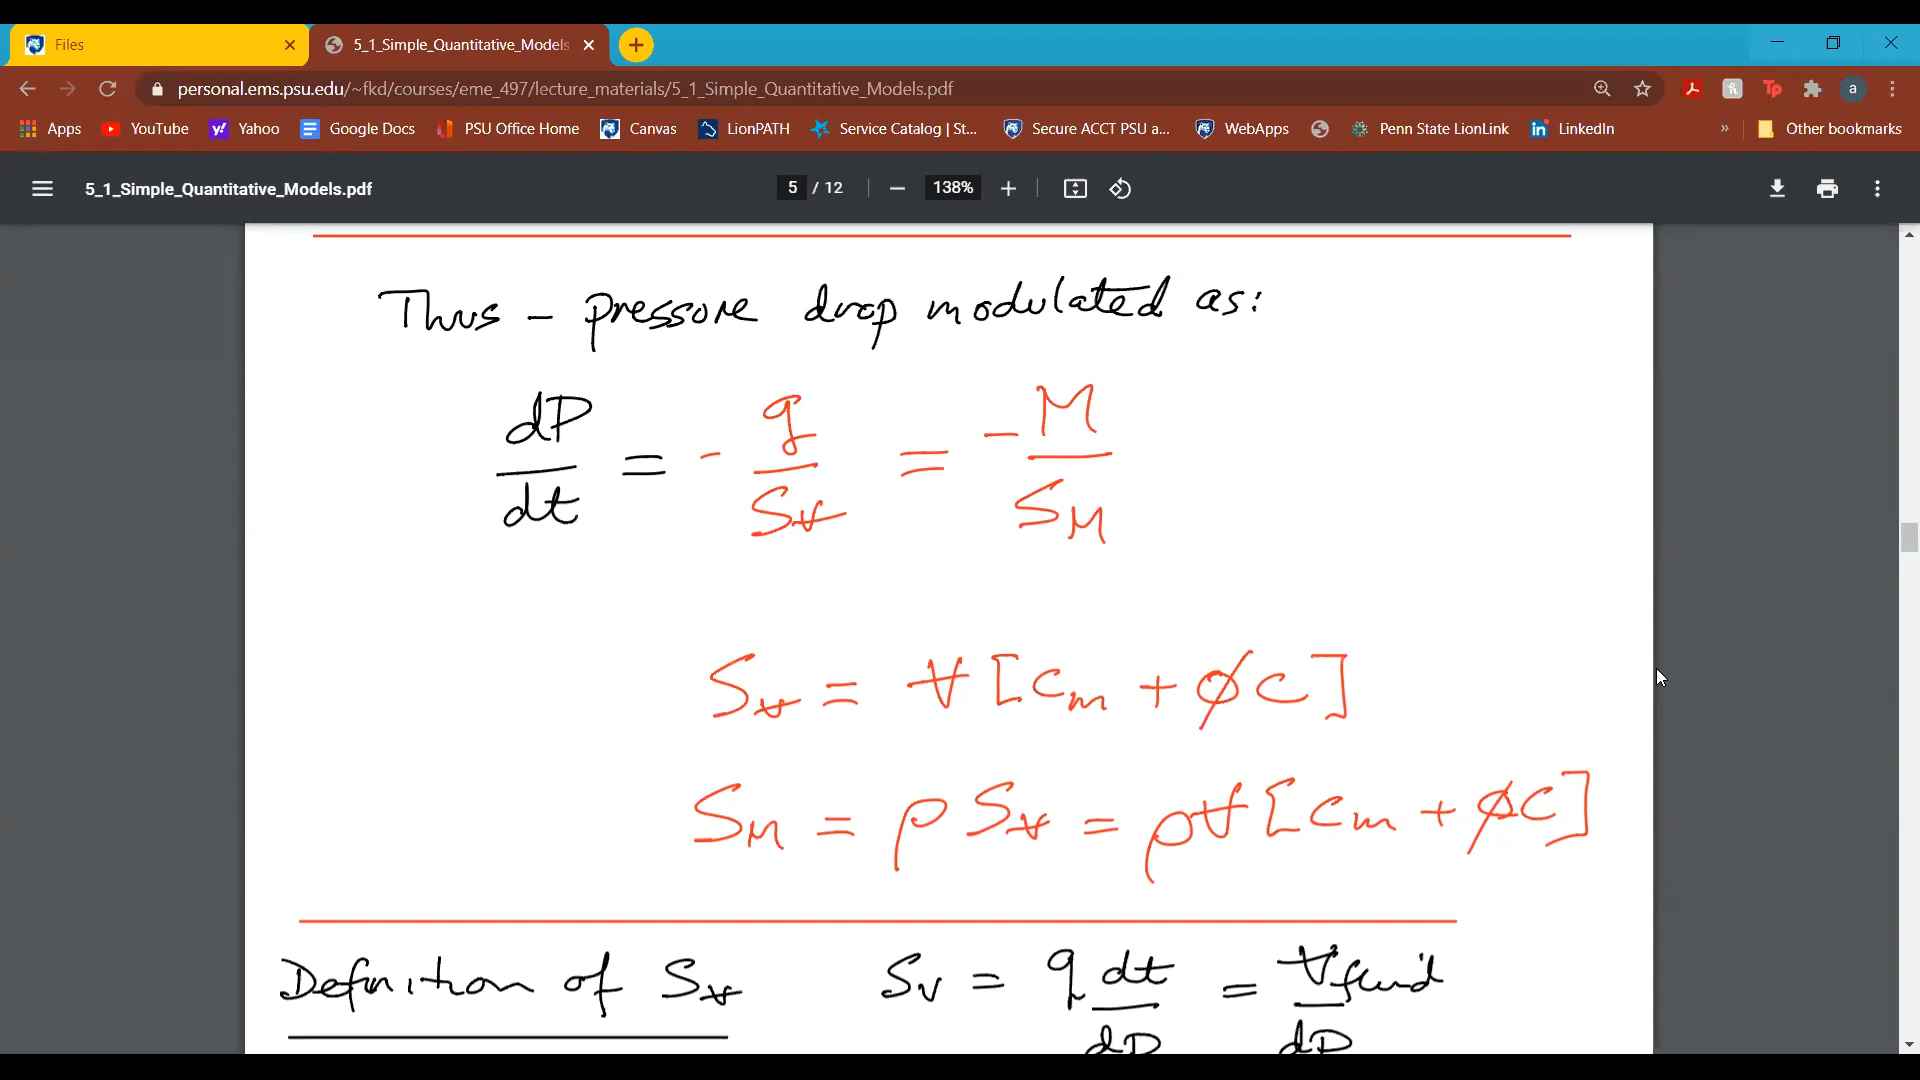 Files
5_1_Simple_Quantitative_Models
personal.ems.psu.edu/~fkd/courses/eme_497/lecture_materials/5_1_Simple_Quantitative_Models.pdf
a
Apps YouTube Yahoo Google Docs PSU Office Home Canvas LionPATH Service Catalog | St... Secure ACCT PSU a... WebApps Penn State LionLink LinkedIn » Other bookmarks
5_1_Simple_Quantitative_Models.pdf 5 / 12 138%
Thus - pressure drop modulated as:
dP/dt = - q/S_V = - M/S_M
S_V = V [c_m + φc]
S_M = ρ S_V = ρV [c_m + φc]
Definition of S_V S_V = q dt/dP = V_fluid/dP